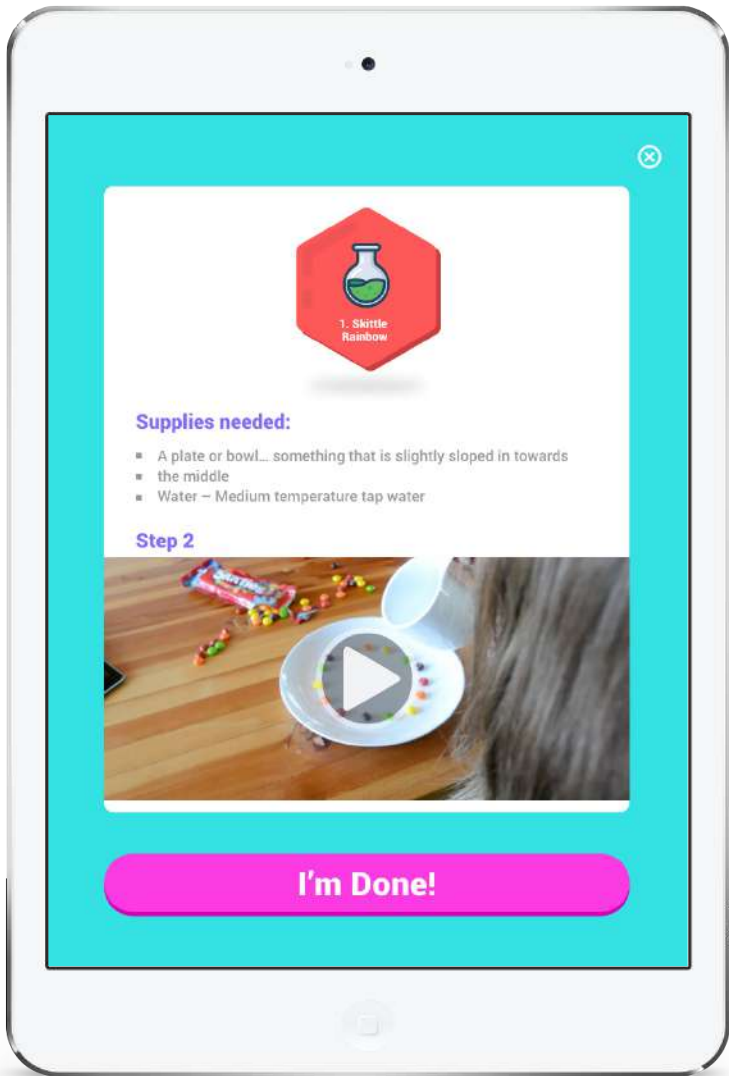 1. Skittle
Rainbow
Supplies needed:
A plate or bowl... something that is slightly sloped in towards
the middle
Water – Medium temperature tap water
Step 2
Skittles
I'm Done!